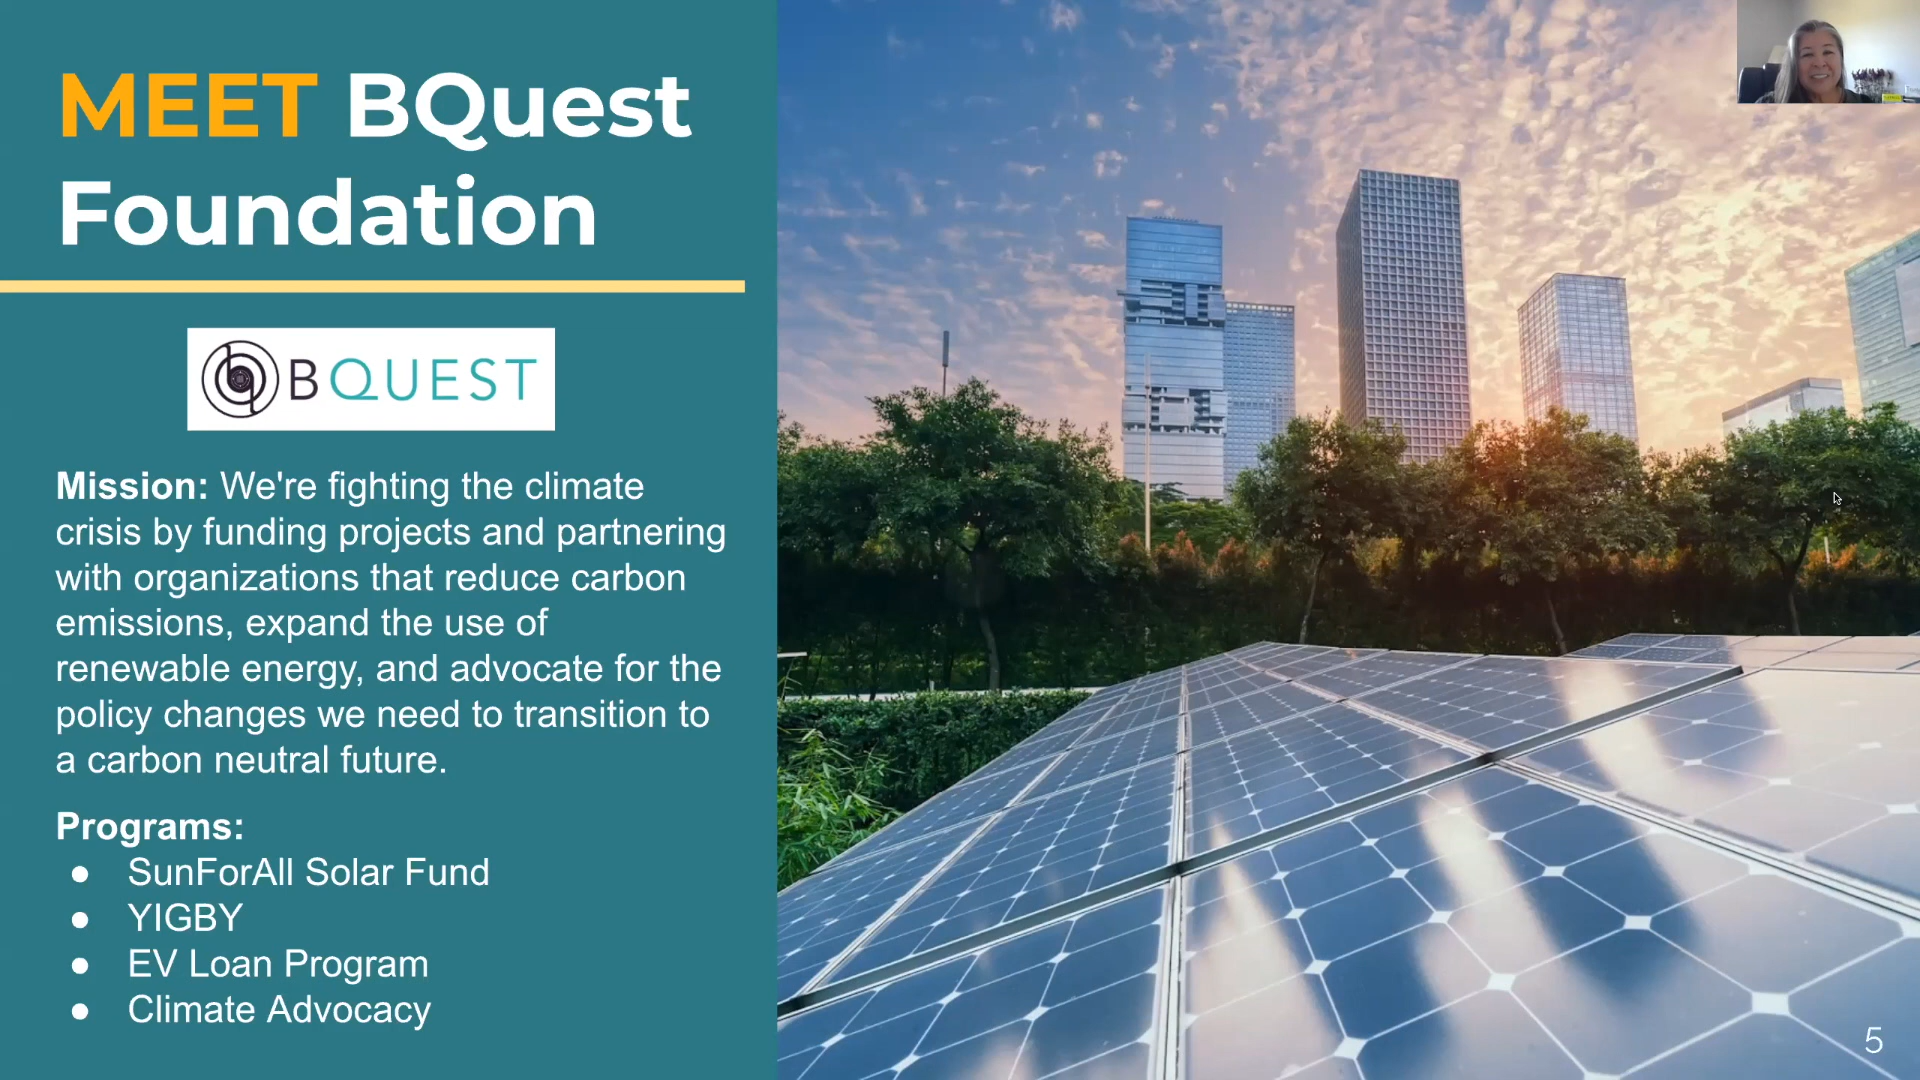 MEET BQuest
Foundation
BQUEST
Mission: We're fighting the climate
crisis by funding projects and partnering
with organizations that reduce carbon
emissions, expand the use of
renewable energy, and advocate for the
policy changes we need to transition to
a carbon neutral future.
Programs:
● SunForAll Solar Fund
● YIGBY
● EV Loan Program
● Climate Advocacy
5